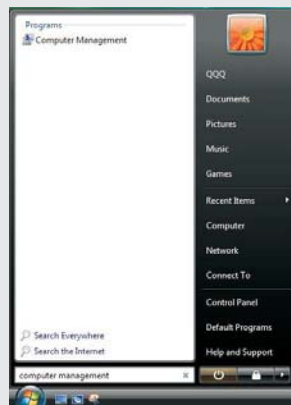 Programs
Computer Management
Search Everywhere
Search the Internet
computer management
QQQ
Documents
Pictures
Music
Games
Recent Items
Computer
Network
Connect To
Control Panel
Default Programs
Help and Support